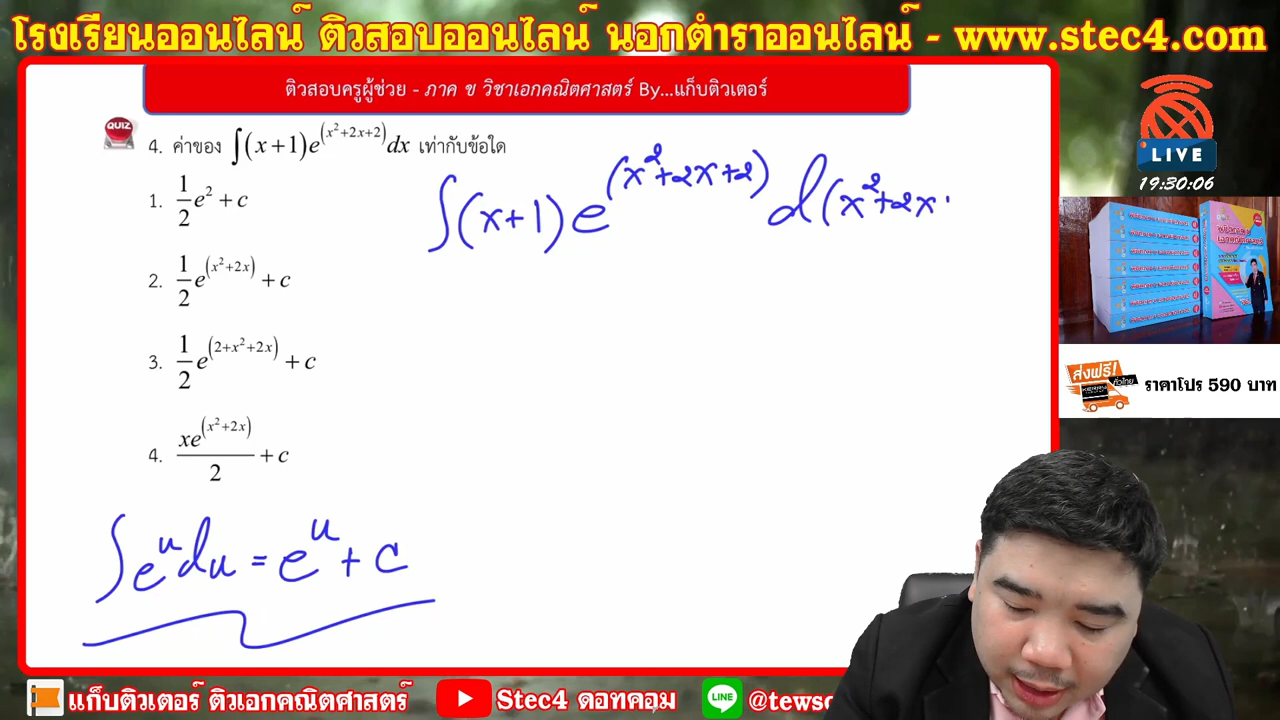 โรงเรียนออนไลน์ ติวสอบออนไลน์ นอกตำราออนไลน์ - www.stec4.com
ติวสอบครูผู้ช่วย - ภาค ข วิชาเอกคณิตศาสตร์ By...แก็บติวเตอร์
QUIZ
4. ค่าของ ∫(x+1)e^(x²+2x+2)dx เท่ากับข้อใด
∫(x+1)e^(x²+2x+2) d(x²+2x
1. 1/2 e² + c
2. 1/2 e^(x²+2x) + c
3. 1/2 e^(2+x²+2x) + c
4. xe^(x²+2x)/2 + c
∫e^u du = e^u + c
LIVE
19:30:06
ส่งฟรี!
ทั่วไทย
ราคาโปร 590 บาท
แก็บติวเตอร์ ติวเอกคณิตศาสตร์
Stec4 ดอทคอม
LINE